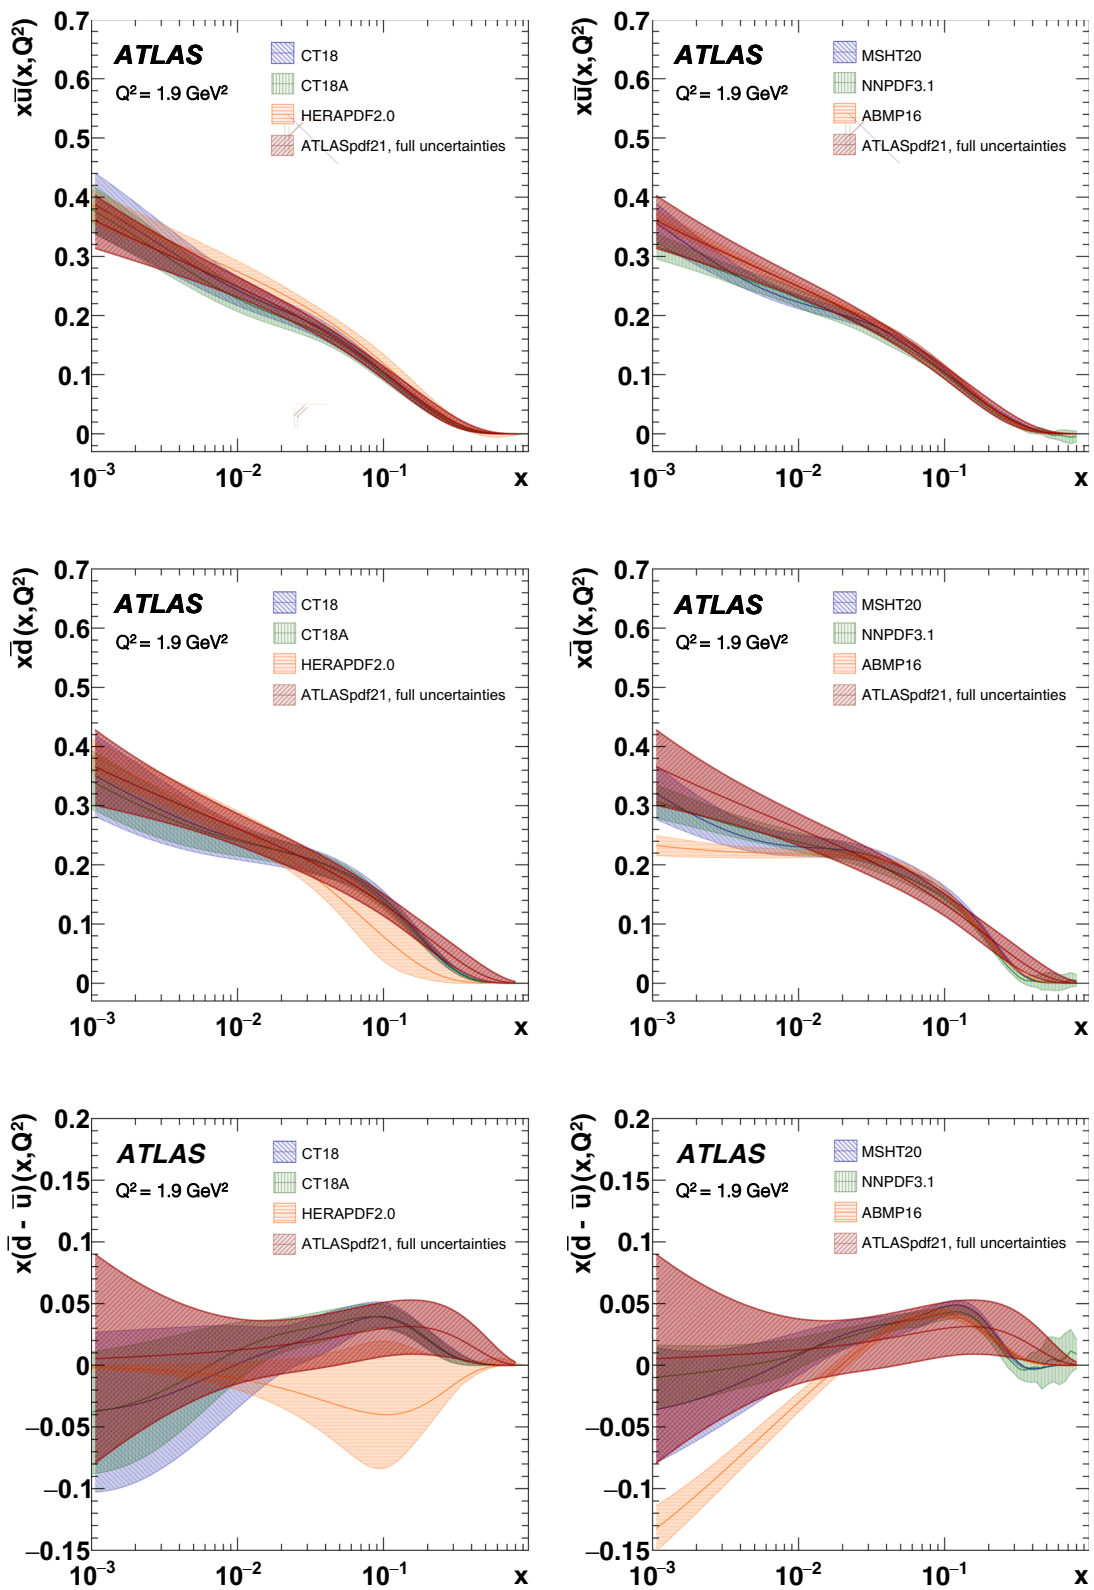 xu̅(x,Q²)
0.7
0.6
0.5
0.4
0.3
0.2
0.1
0
ATLAS
Q² = 1.9 GeV²
CT18
CT18A
HERAPDF2.0
ATLASpdf21, full uncertainties
10⁻³
10⁻²
10⁻¹
x
xu̅(x,Q²)
0.7
0.6
0.5
0.4
0.3
0.2
0.1
0
ATLAS
Q² = 1.9 GeV²
MSHT20
NNPDF3.1
ABMP16
ATLASpdf21, full uncertainties
10⁻³
10⁻²
10⁻¹
x
xd̅(x,Q²)
0.7
0.6
0.5
0.4
0.3
0.2
0.1
0
ATLAS
Q² = 1.9 GeV²
CT18
CT18A
HERAPDF2.0
ATLASpdf21, full uncertainties
10⁻³
10⁻²
10⁻¹
x
xd̅(x,Q²)
0.7
0.6
0.5
0.4
0.3
0.2
0.1
0
ATLAS
Q² = 1.9 GeV²
MSHT20
NNPDF3.1
ABMP16
ATLASpdf21, full uncertainties
10⁻³
10⁻²
10⁻¹
x
x(d̅ - u̅)(x,Q²)
0.2
0.15
0.1
0.05
0
−0.05
−0.1
−0.15
ATLAS
Q² = 1.9 GeV²
CT18
CT18A
HERAPDF2.0
ATLASpdf21, full uncertainties
10⁻³
10⁻²
10⁻¹
x
x(d̅ - u̅)(x,Q²)
0.2
0.15
0.1
0.05
0
−0.05
−0.1
−0.15
ATLAS
Q² = 1.9 GeV²
MSHT20
NNPDF3.1
ABMP16
ATLASpdf21, full uncertainties
10⁻³
10⁻²
10⁻¹
x